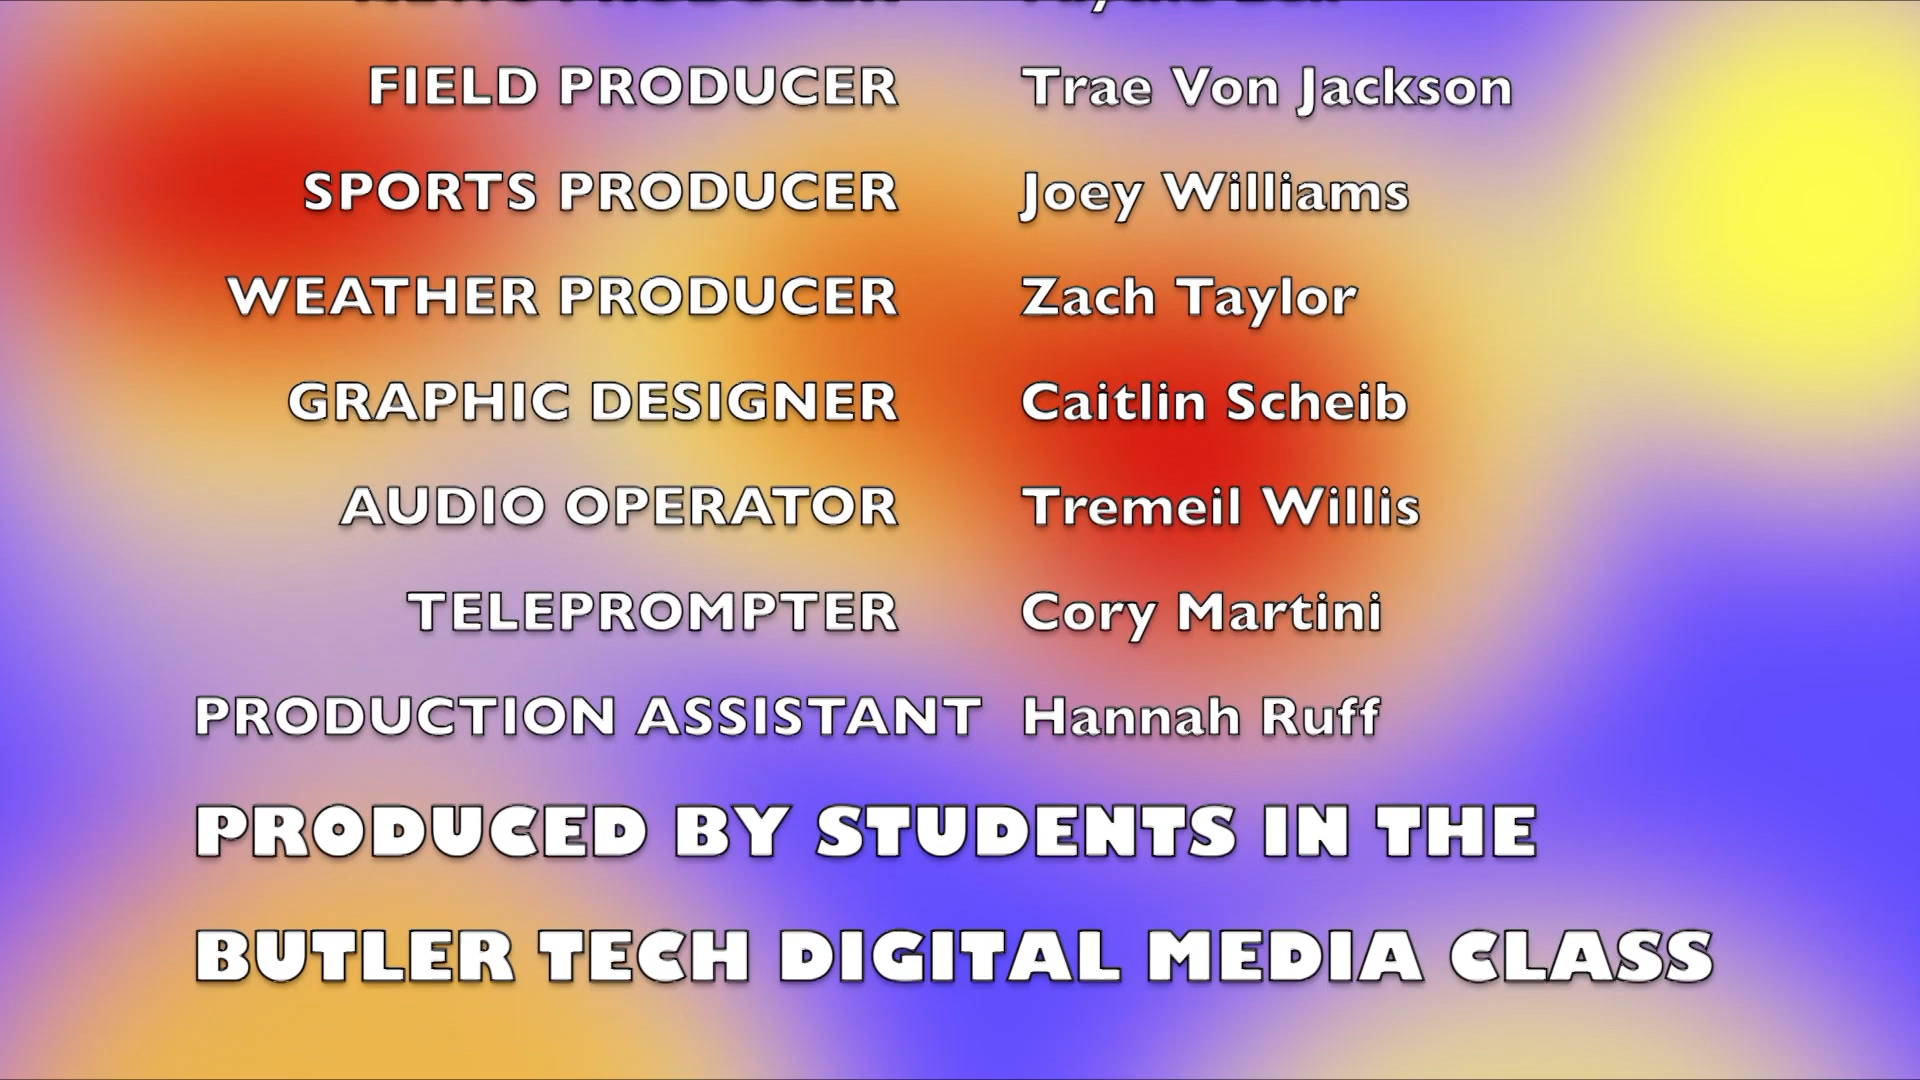 FIELD PRODUCER Trae Von Jackson
SPORTS PRODUCER Joey Williams
WEATHER PRODUCER Zach Taylor
GRAPHIC DESIGNER Caitlin Scheib
AUDIO OPERATOR Tremeil Willis
TELEPROMPTER Cory Martini
PRODUCTION ASSISTANT Hannah Ruff
PRODUCED BY STUDENTS IN THE
BUTLER TECH DIGITAL MEDIA CLASS